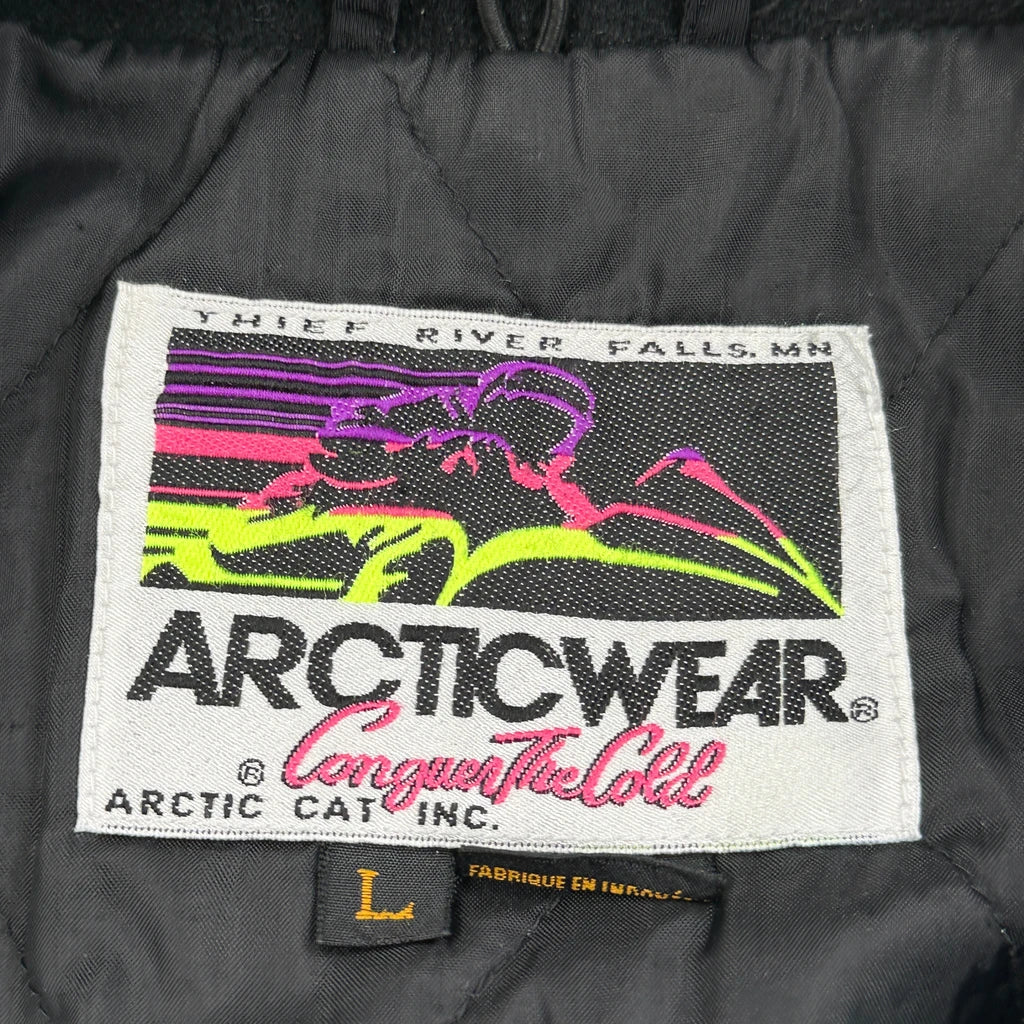 THIEF RIVER FALLS, MN
ARCTICWEAR®
® Conquer The Cold
ARCTIC CAT INC.
L
FABRIQUE EN